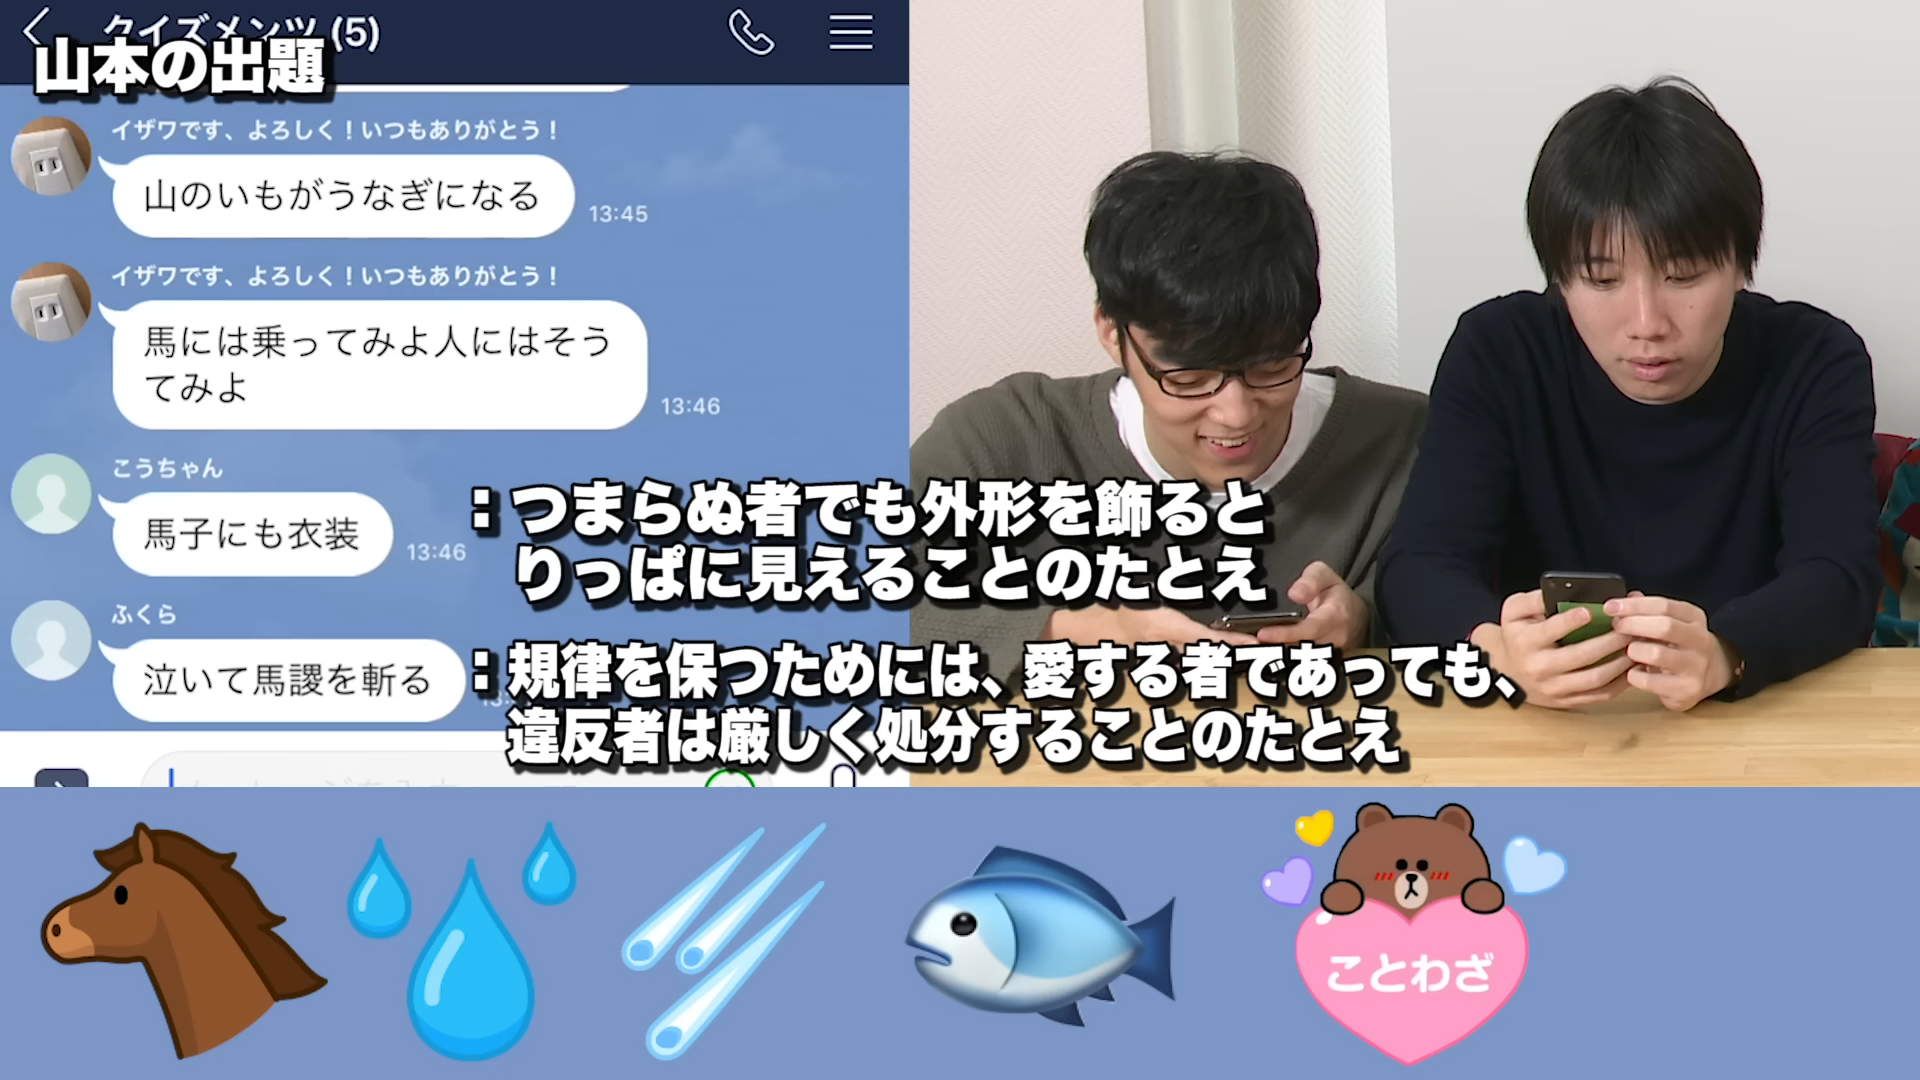 クイズメンツ (5)
山本の出題
イザワです、よろしく！いつもありがとう！
山のいもがうなぎになる
13:45
イザワです、よろしく！いつもありがとう！
馬には乗ってみよ人にはそう
てみよ
13:46
こうちゃん
馬子にも衣装
13:46
：つまらぬ者でも外形を飾ると
りっぱに見えることのたとえ
ふくら
泣いて馬謖を斬る
：規律を保つためには、愛する者であっても、
違反者は厳しく処分することのたとえ
ことわざ